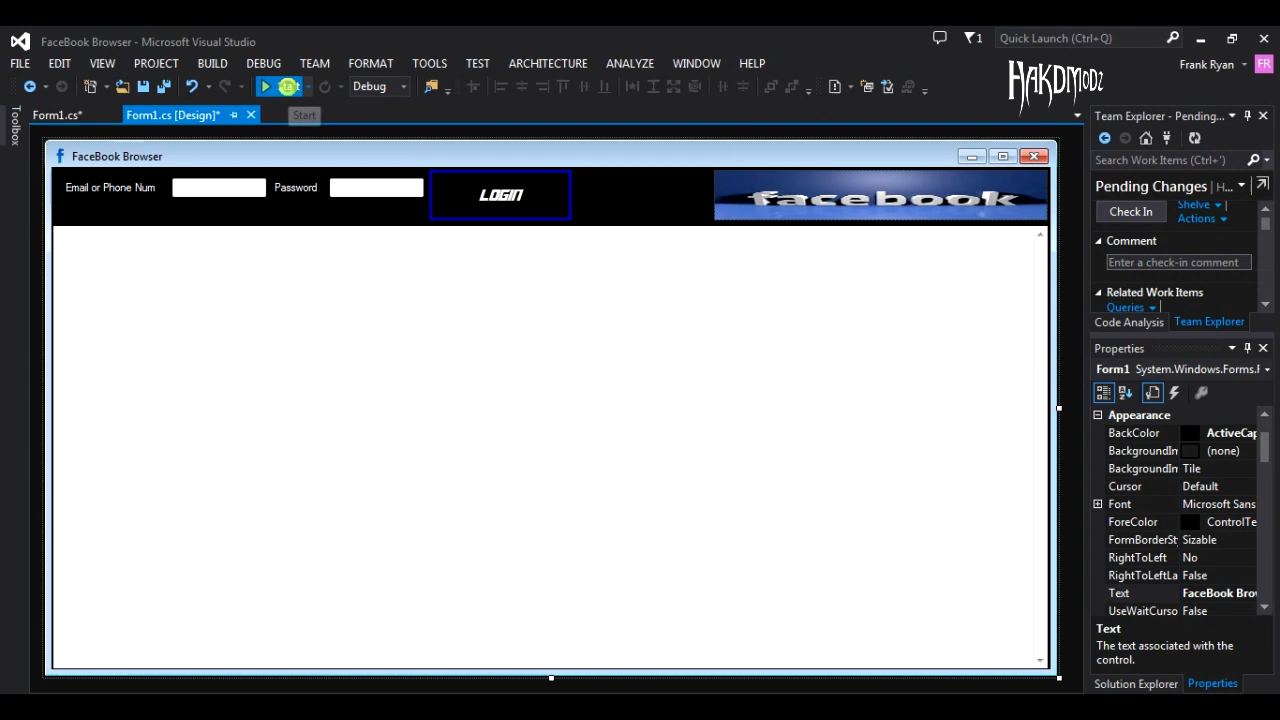 FaceBook Browser - Microsoft Visual Studio
1
Quick Launch (Ctrl+Q)
FILE EDIT VIEW PROJECT BUILD DEBUG TEAM FORMAT TOOLS TEST ARCHITECTURE ANALYZE WINDOW HELP
Frank Ryan FR
HAKDMODZ
Start Debug
Start
Form1.cs* Form1.cs [Design]*
Toolbox
FaceBook Browser
Email or Phone Num
Password
LOGIN
facebook
Team Explorer - Pending...
Search Work Items (Ctrl+')
Pending Changes | H...
Check In
Shelve
Actions
Comment
Enter a check-in comment
Related Work Items
Queries
Code Analysis Team Explorer
Properties
Form1 System.Windows.Forms.F
Appearance
BackColor ActiveCap
BackgroundIm (none)
BackgroundIm Tile
Cursor Default
Font Microsoft Sans
ForeColor ControlTe
FormBorderSty Sizable
RightToLeft No
RightToLeftLa False
Text FaceBook Brow
UseWaitCurso False
Text
The text associated with the
control.
Solution Explorer Properties